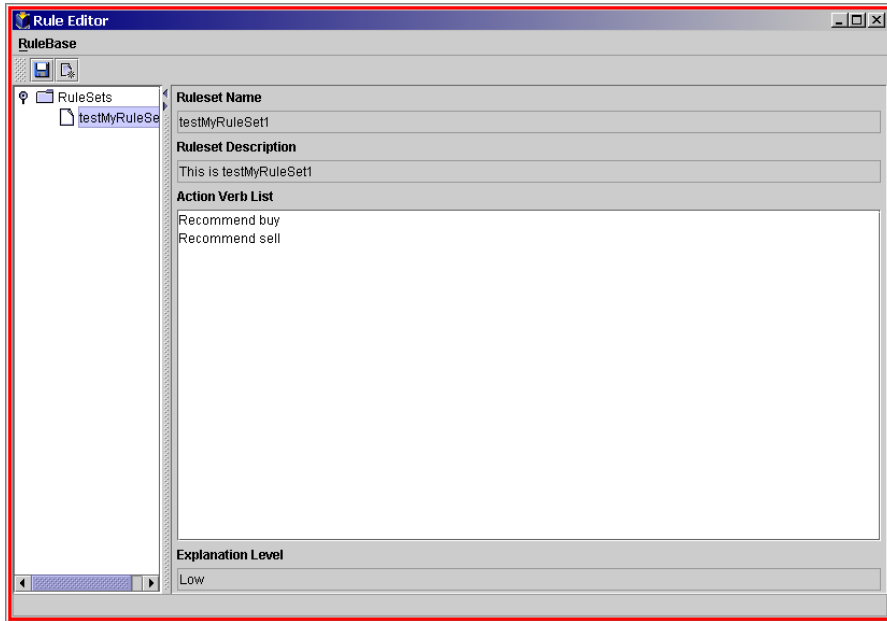 Rule Editor
RuleBase
RuleSets
testMyRuleSe
Ruleset Name
testMyRuleSet1
Ruleset Description
This is testMyRuleSet1
Action Verb List
Recommend buy
Recommend sell
Explanation Level
Low